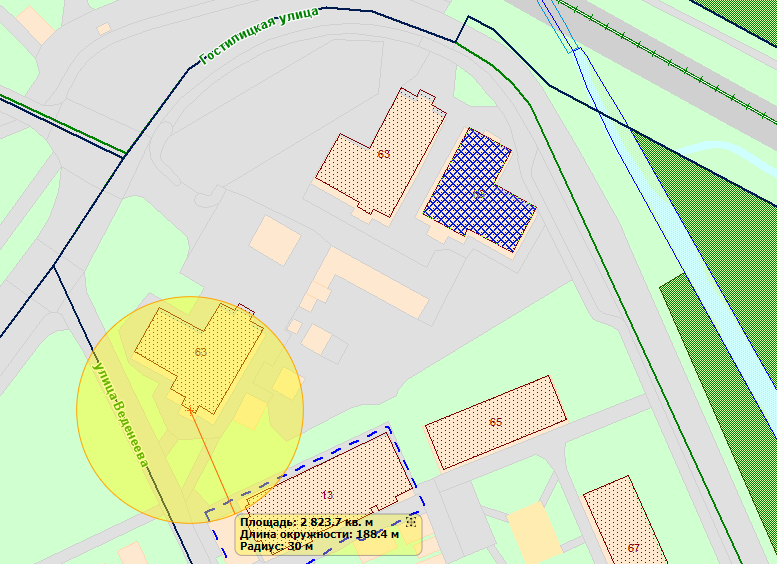 Гостилицкая улица
63
63
улица Веденеева
65
13
Площадь: 2 823.7 кв. м
Длина окружности: 188.4 м
Радиус: 30 м
67